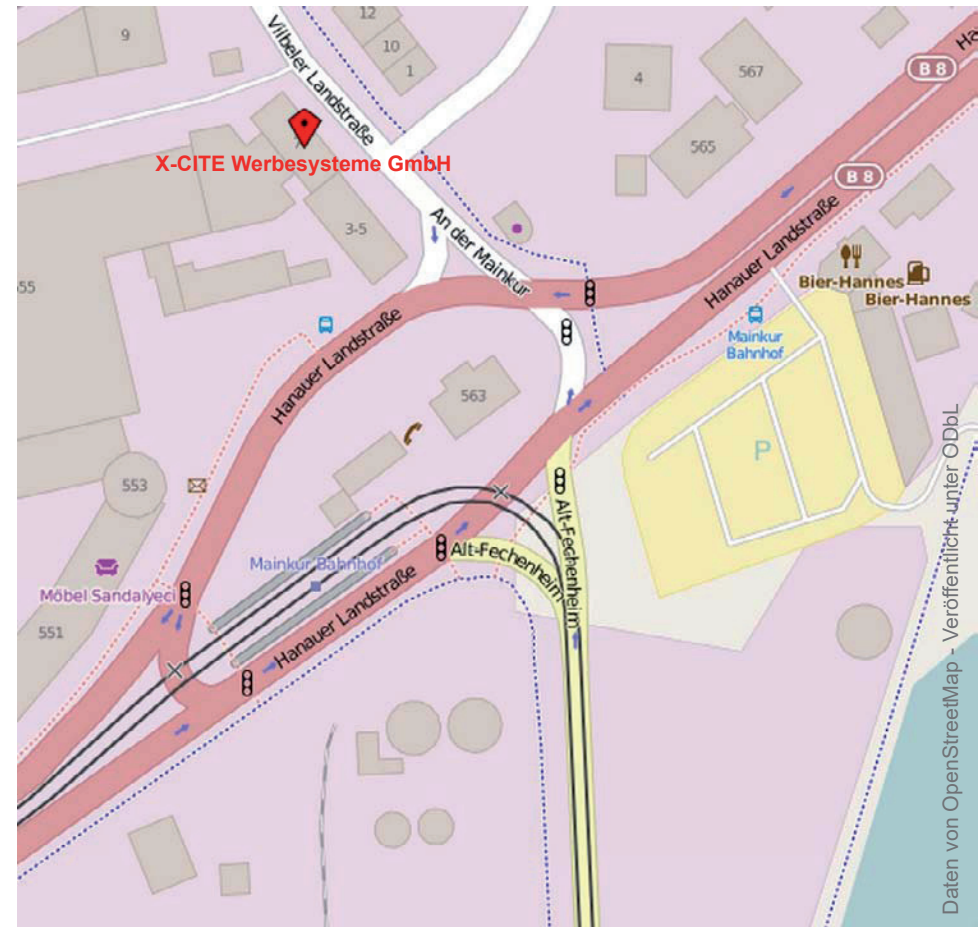 12
9
10
1
Vilbeler Landstraße
4
567
B 8
Ha
X-CITE Werbesysteme GmbH
565
B 8
3-5
An der Mainkur
Hanauer Landstraße
Bier-Hannes
Bier-Hannes
55
Hanauer Landstraße
Mainkur
Bahnhof
563
P
553
Alt-Fechenheim
Alt-Fechenheim
Mainkur Bahnhof
Möbel Sandalyeci
Hanauer Landstraße
551
Daten von OpenStreetMap - Veröffentlicht unter ODbL